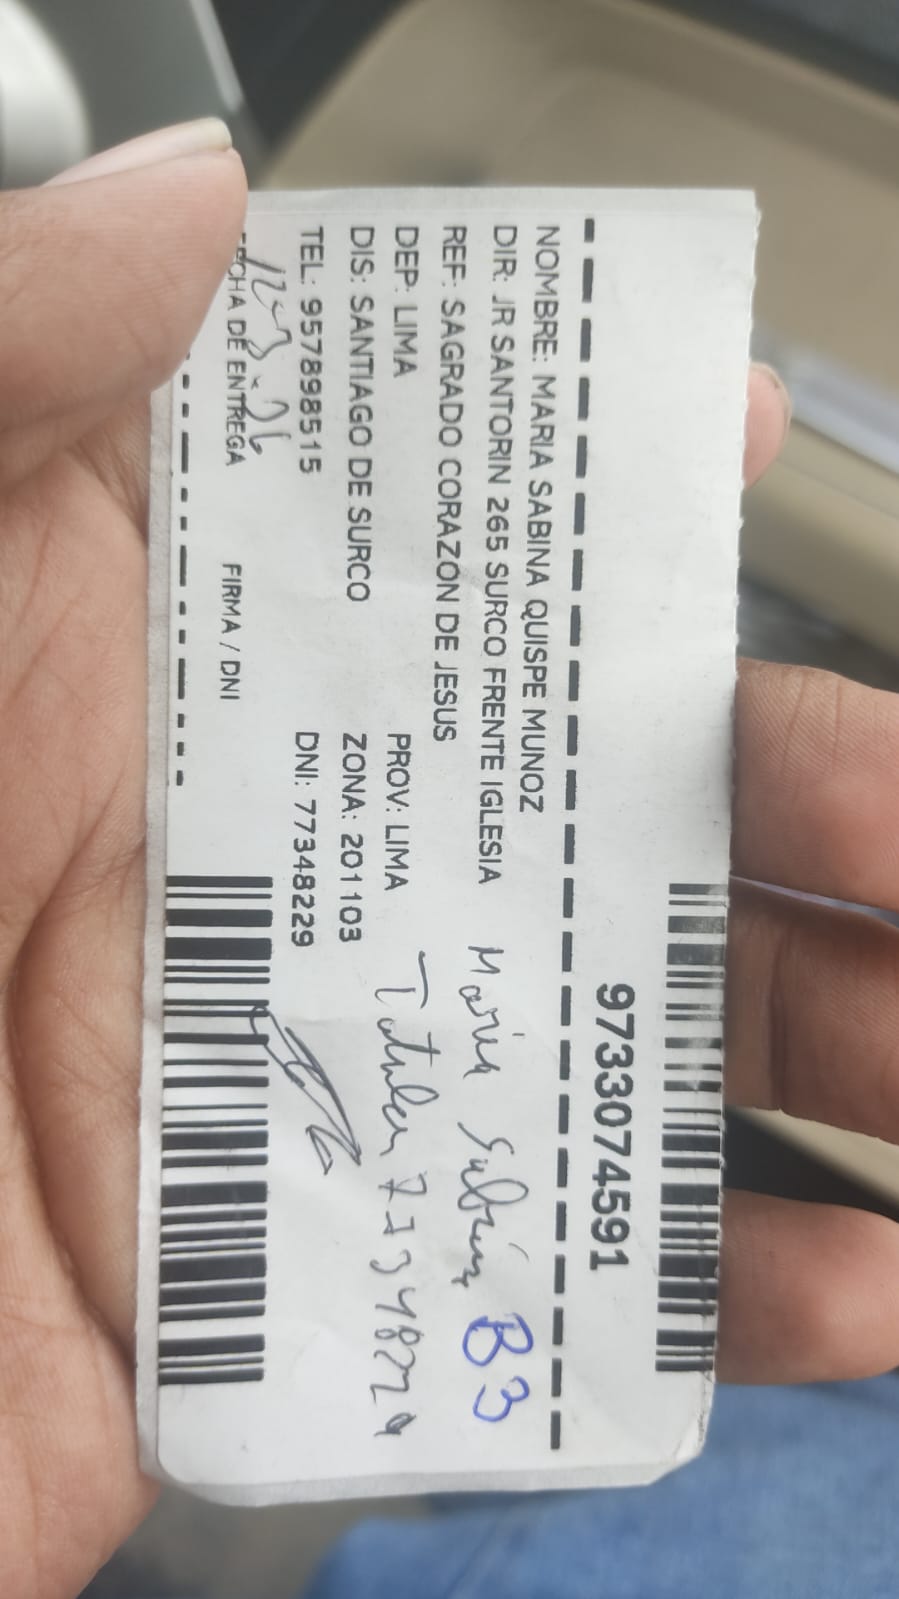 9733074591
NOMBRE: MARIA SABINA QUISPE MUNOZ
DIR: JR SANTORIN 265 SURCO FRENTE IGLESIA
REF: SAGRADO CORAZON DE JESUS
DEP: LIMA PROV: LIMA
DIS: SANTIAGO DE SURCO ZONA: 201103
TEL: 957898515 DNI: 77348229
FECHA DE ENTREGA FIRMA / DNI
Maria Sabina B3
77348229